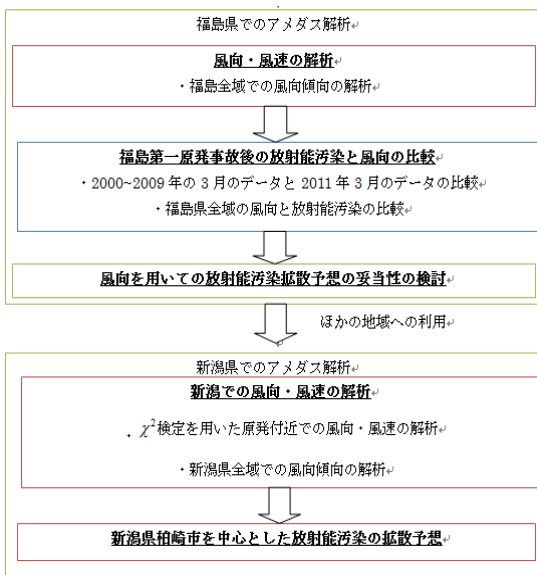 福島県でのアメダス解析
風向・風速の解析
・福島全域での風向傾向の解析
福島第一原発事故後の放射能汚染と風向の比較
・2000~2009年の3月のデータと2011年3月のデータの比較
・福島県全域の風向と放射能汚染の比較
風向を用いての放射能汚染拡散予想の妥当性の検討
ほかの地域への利用
新潟県でのアメダス解析
新潟での風向・風速の解析
・χ²検定を用いた原発付近での風向・風速の解析
・新潟県全域での風向傾向の解析
新潟県柏崎市を中心とした放射能汚染の拡散予想